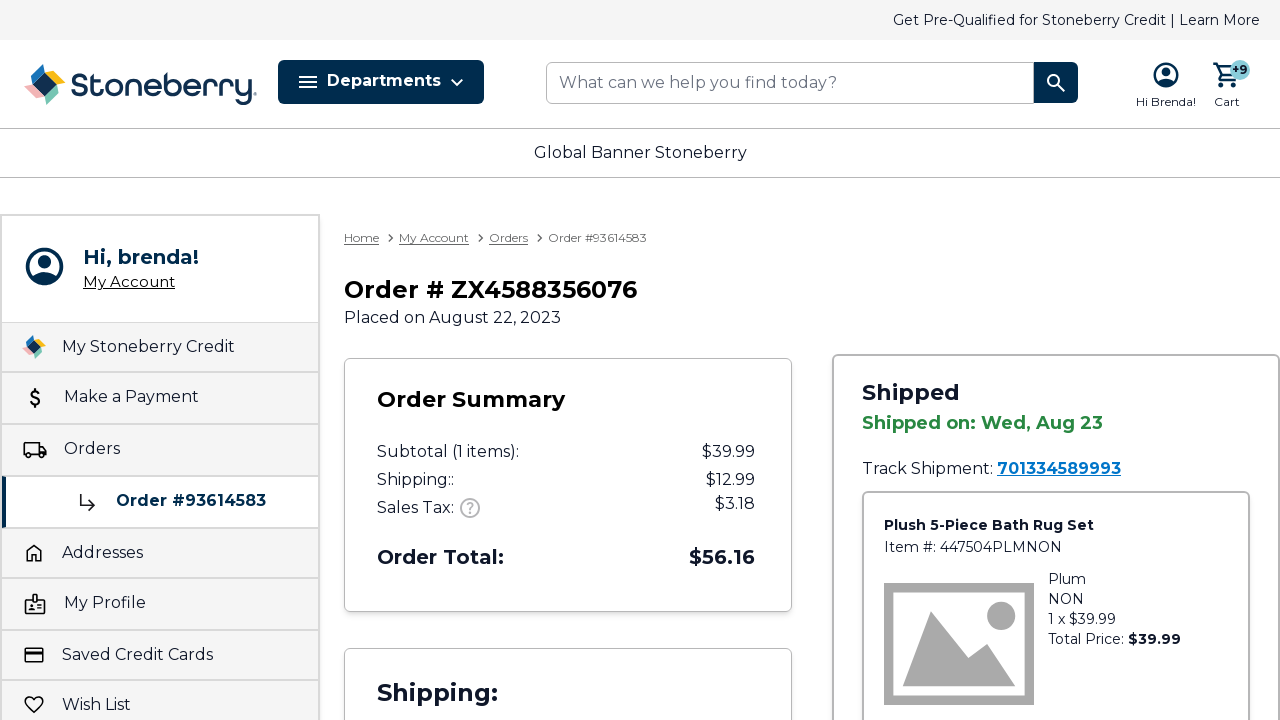 Get Pre-Qualified for Stoneberry Credit | Learn More
Stoneberry
Departments
What can we help you find today?
Hi Brenda!
+9
Cart
Global Banner Stoneberry
Hi, brenda!
My Account
My Stoneberry Credit
Make a Payment
Orders
Order #93614583
Addresses
My Profile
Saved Credit Cards
Wish List
Home > My Account > Orders > Order #93614583
Order # ZX4588356076
Placed on August 22, 2023
Order Summary
Subtotal (1 items): $39.99
Shipping:: $12.99
Sales Tax: ? $3.18
Order Total: $56.16
Shipping:
Shipped
Shipped on: Wed, Aug 23
Track Shipment: 701334589993
Plush 5-Piece Bath Rug Set
Item #: 447504PLMNON
Plum
NON
1 x $39.99
Total Price: $39.99